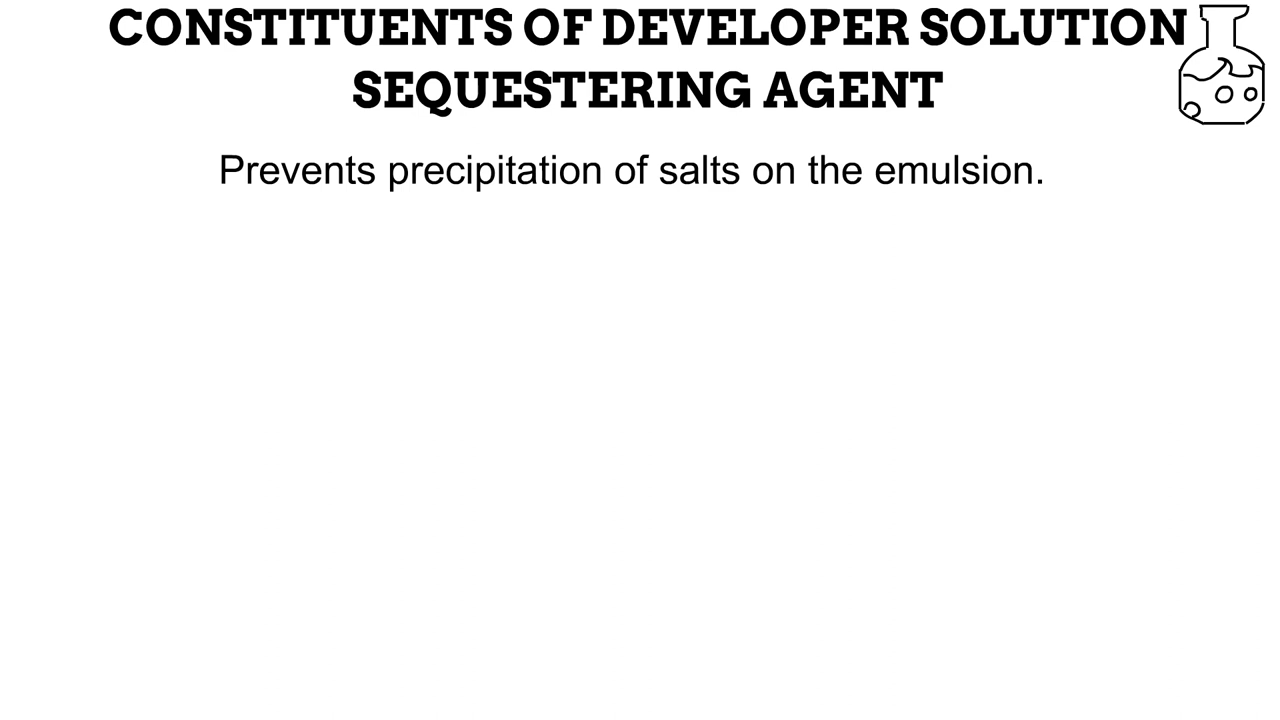 CONSTITUENTS OF DEVELOPER SOLUTION
SEQUESTERING AGENT
Prevents precipitation of salts on the emulsion.